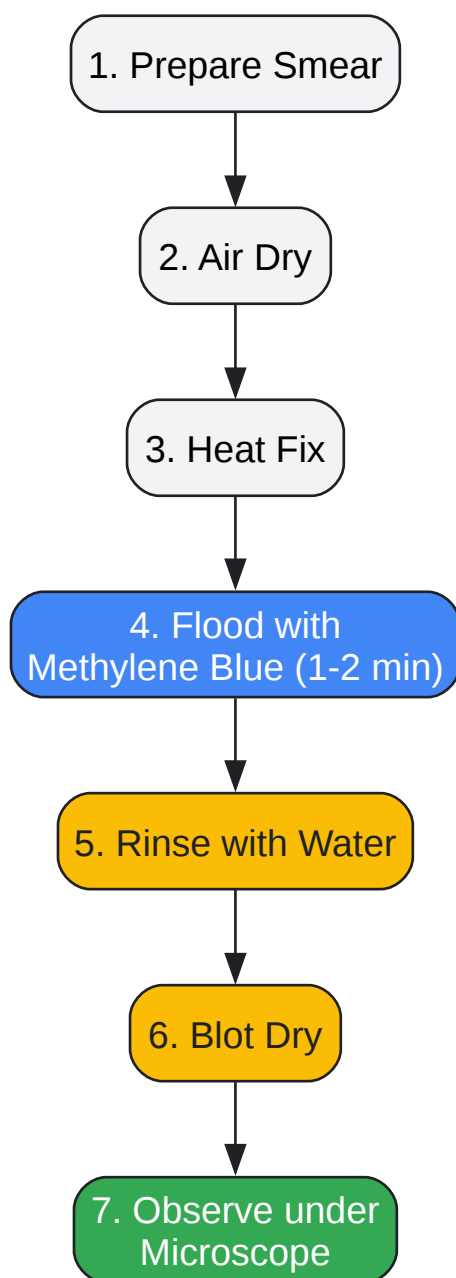 1. Prepare Smear
2. Air Dry
3. Heat Fix
4. Flood with
Methylene Blue (1-2 min)
5. Rinse with Water
6. Blot Dry
7. Observe under
Microscope